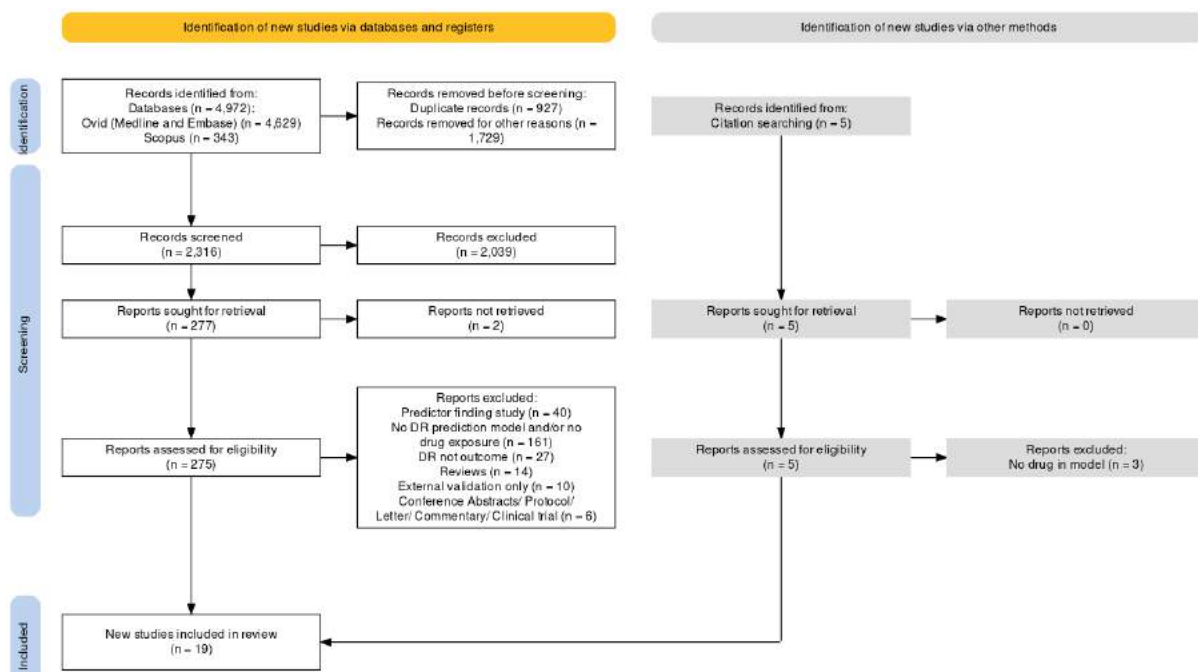 Identification of new studies via databases and registers
Identification of new studies via other methods
Identification
Records identified from:
Databases (n = 4,972):
Ovid (Medline and Embase) (n = 4,629)
Scopus (n = 343)
Records removed before screening:
Duplicate records (n = 927)
Records removed for other reasons (n =
1,729)
Records identified from:
Citation searching (n = 5)
Screening
Records screened
(n = 2,316)
Records excluded
(n = 2,039)
Reports sought for retrieval
(n = 277)
Reports not retrieved
(n = 2)
Reports sought for retrieval
(n = 5)
Reports not retrieved
(n = 0)
Reports assessed for eligibility
(n = 275)
Reports excluded:
Predictor finding study (n = 40)
No DR prediction model and/or no
drug exposure (n = 161)
DR not outcome (n = 27)
Reviews (n = 14)
External validation only (n = 10)
Conference Abstracts/ Protocol/
Letter/ Commentary/ Clinical trial (n = 6)
Reports assessed for eligibility
(n = 5)
Reports excluded:
No drug in model (n = 3)
Included
New studies included in review
(n = 19)